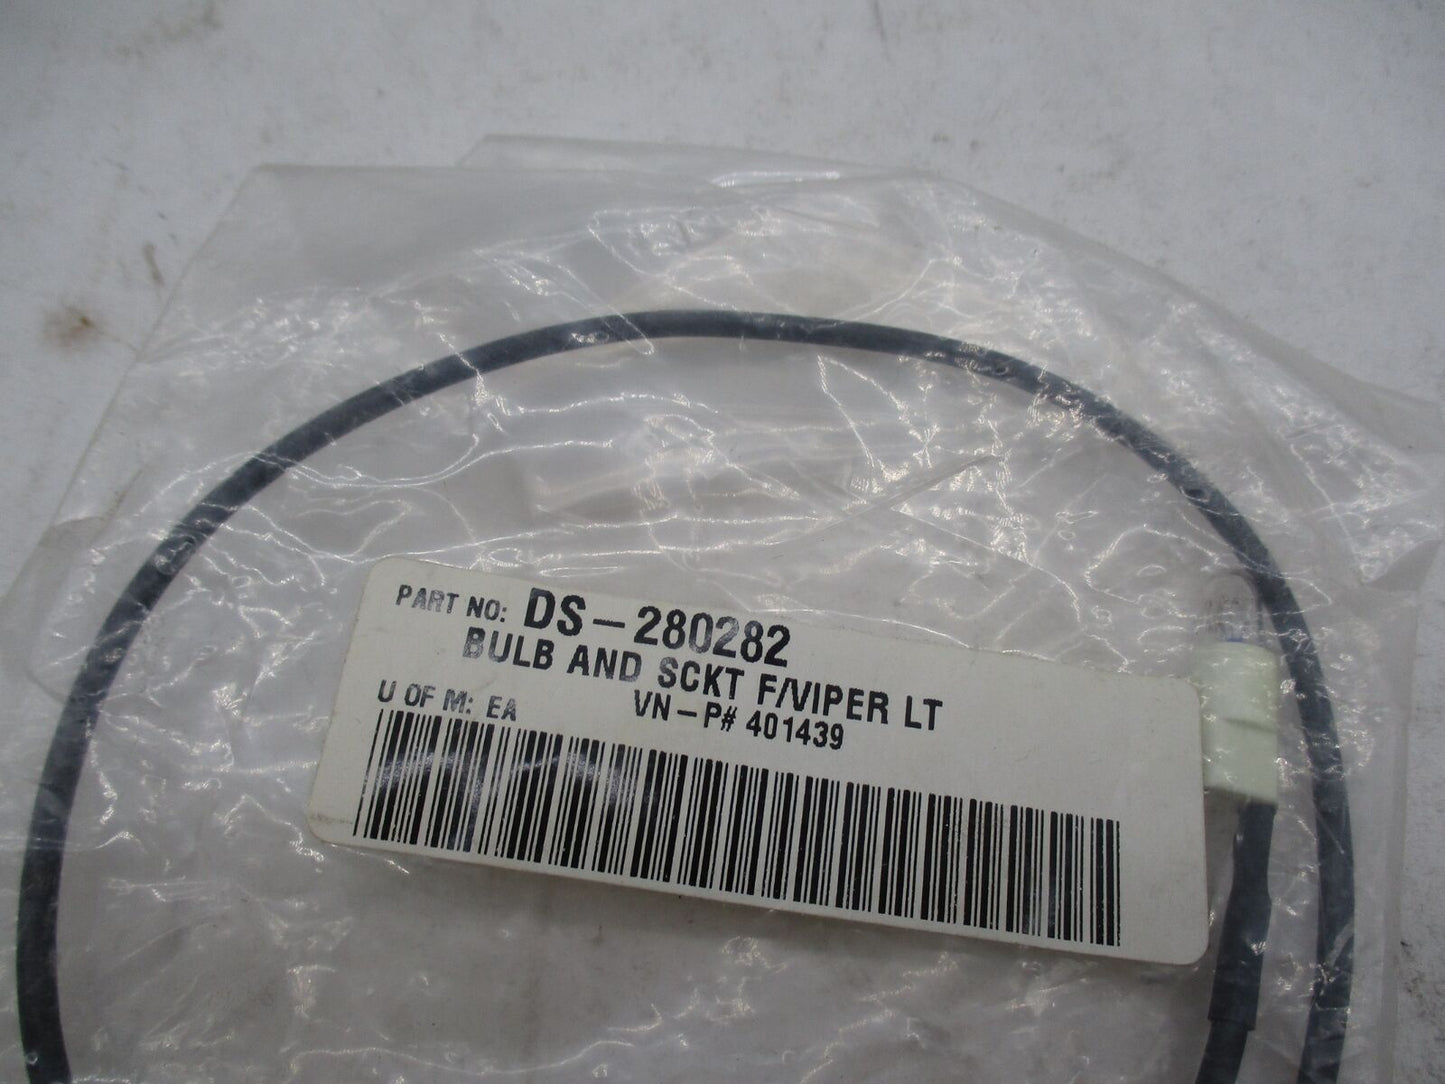 PART NO: DS-280282
BULB AND SCKT F/VIPER LT
U OF M: EA VN-P# 401439